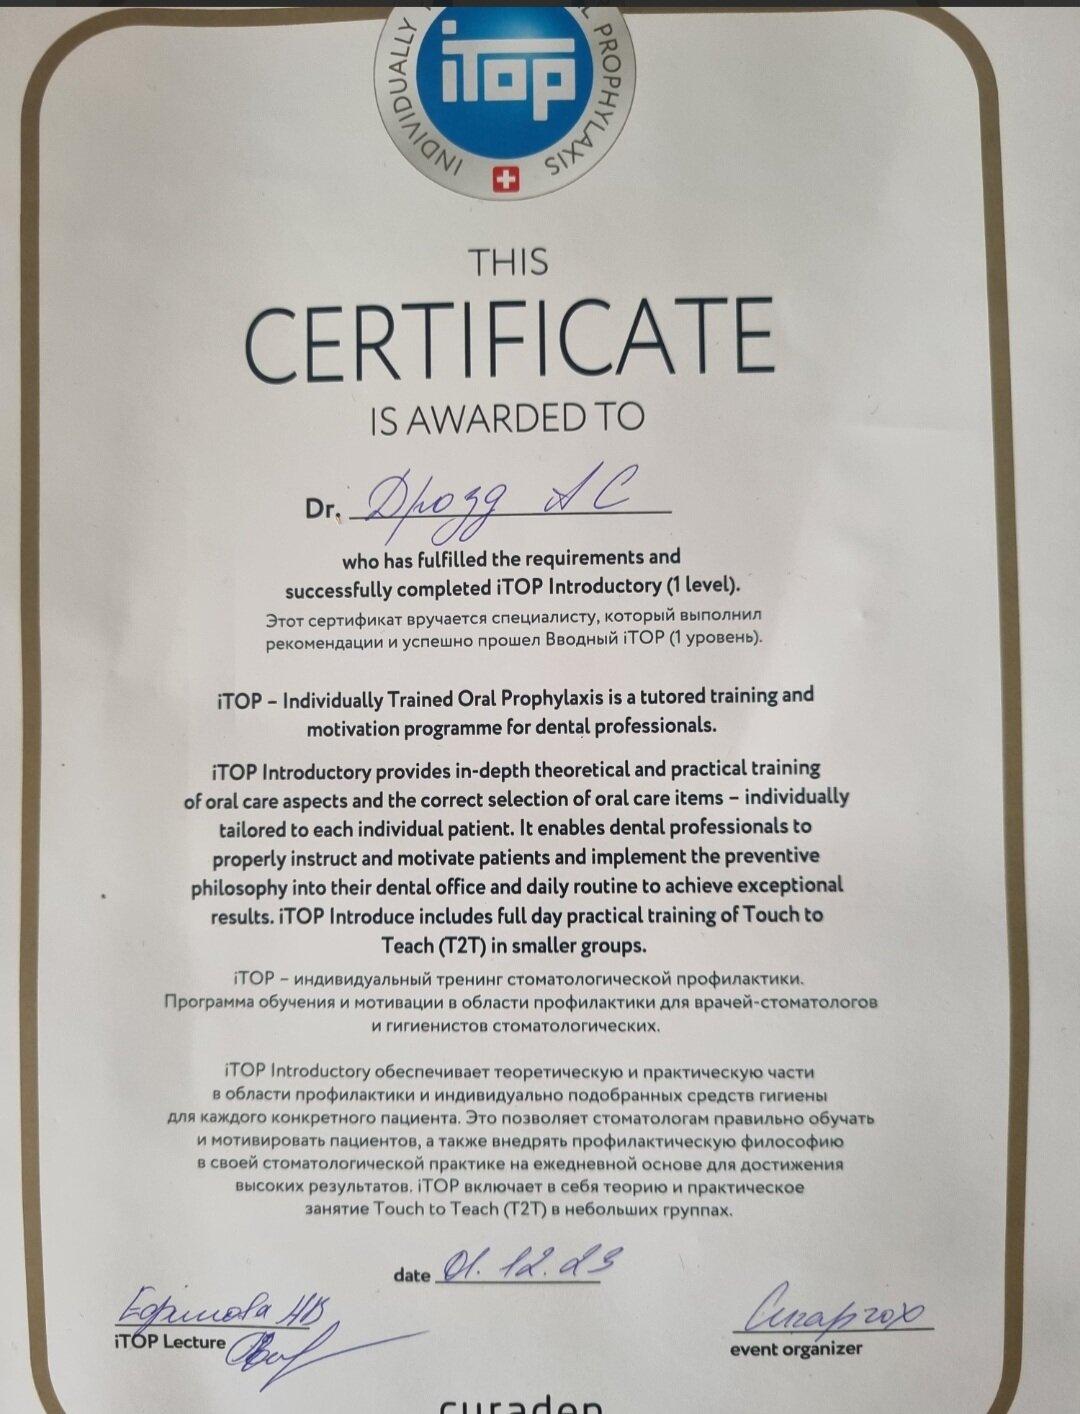 INDIVIDUALLY
PROPHYLAXIS
iTOP
THIS
CERTIFICATE
IS AWARDED TO
Dr. Дрозд А С
who has fulfilled the requirements and
successfully completed iTOP Introductory (1 level).
Этот сертификат вручается специалисту, который выполнил
рекомендации и успешно прошел Вводный iTOP (1 уровень).
iTOP – Individually Trained Oral Prophylaxis is a tutored training and
motivation programme for dental professionals.
iTOP Introductory provides in-depth theoretical and practical training
of oral care aspects and the correct selection of oral care items – individually
tailored to each individual patient. It enables dental professionals to
properly instruct and motivate patients and implement the preventive
philosophy into their dental office and daily routine to achieve exceptional
results. iTOP Introduce includes full day practical training of Touch to
Teach (T2T) in smaller groups.
iTOP – индивидуальный тренинг стоматологической профилактики.
Программа обучения и мотивации в области профилактики для врачей-стоматологов
и гигиенистов стоматологических.
iTOP Introductory обеспечивает теоретическую и практическую части
в области профилактики и индивидуально подобранных средств гигиены
для каждого конкретного пациента. Это позволяет стоматологам правильно обучать
и мотивировать пациентов, а также внедрять профилактическую философию
в своей стоматологической практике на ежедневной основе для достижения
высоких результатов. iTOP включает в себя теорию и практическое
занятие Touch to Teach (T2T) в небольших группах.
date 01.12.23
Ефимова НВ
iTOP Lecture
event organizer
curaden